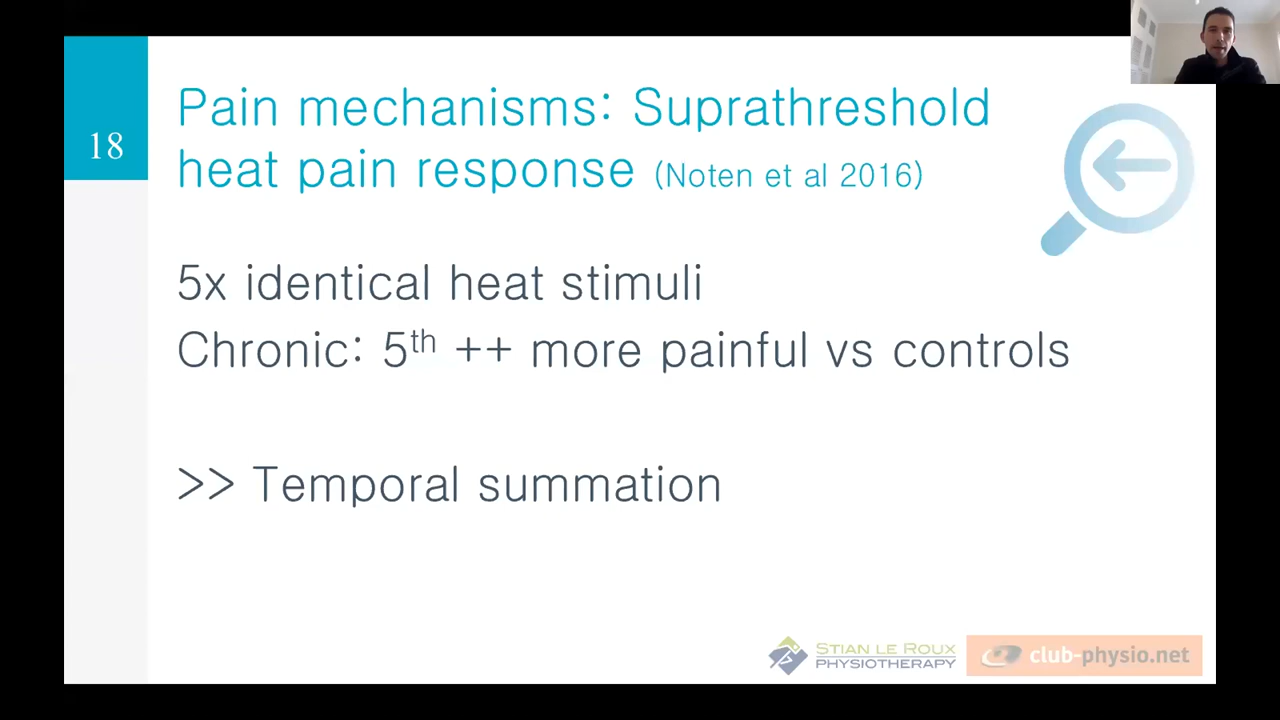 18
Pain mechanisms: Suprathreshold
heat pain response (Noten et al 2016)
5x identical heat stimuli
Chronic: 5th ++ more painful vs controls
>> Temporal summation
STIAN LE ROUX
PHYSIOTHERAPY
club-physio.net